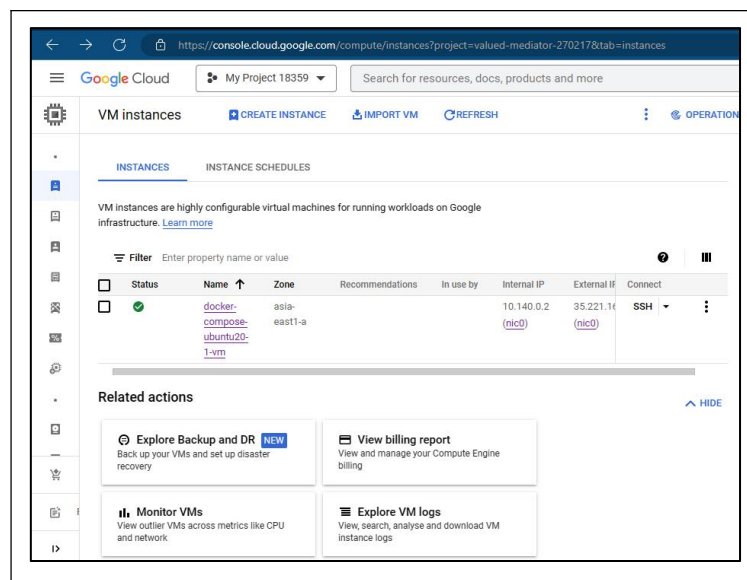 https://console.cloud.google.com/compute/instances?project=valued-mediator-270217&tab=instances
Google Cloud My Project 18359 Search for resources, docs, products and more
VM instances CREATE INSTANCE IMPORT VM REFRESH OPERATION
INSTANCES INSTANCE SCHEDULES
VM instances are highly configurable virtual machines for running workloads on Google
infrastructure. Learn more
Filter Enter property name or value
Status Name Zone Recommendations In use by Internal IP External IP Connect
docker- asia- 10.140.0.2 35.221.16 SSH
compose- east1-a (nic0) (nic0)
ubuntu20-
1-vm
Related actions
HIDE
Explore Backup and DR NEW View billing report
Back up your VMs and set up disaster View and manage your Compute Engine
recovery billing
Monitor VMs Explore VM logs
View outlier VMs across metrics like CPU View, search, analyse and download VM
and network instance logs